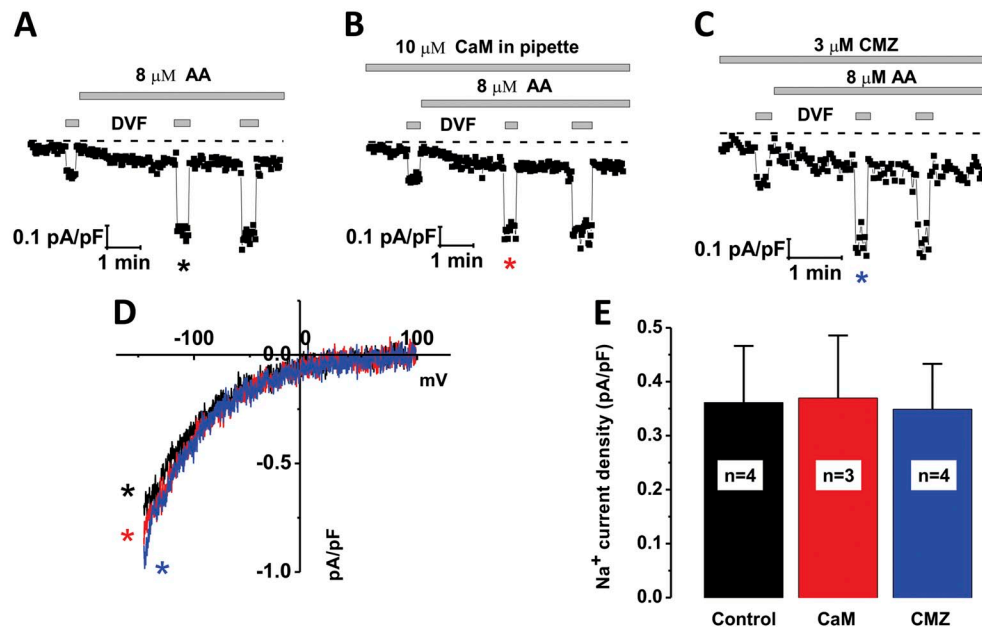 A
8 μM AA
DVF
0.1 pA/pF
1 min
*
B
10 μM CaM in pipette
8 μM AA
DVF
0.1 pA/pF
1 min
*
C
3 μM CMZ
8 μM AA
DVF
0.1 pA/pF
1 min
*
D
-100 0 100
mV
-0.0
-0.5
-1.0
pA/pF
*
*
*
E
Na⁺ current density (pA/pF)
0.5
0.4
0.3
0.2
0.1
0.0
n=4 n=3 n=4
Control CaM CMZ